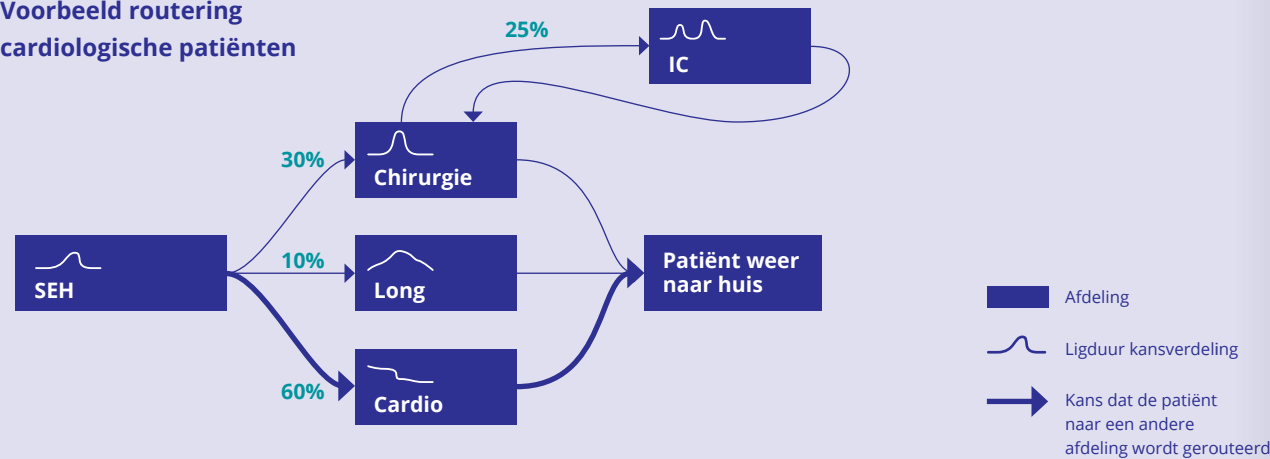 Voorbeeld routering
cardiologische patiënten
25%
IC
30%
Chirurgie
SEH
10%
Long
Patiënt weer
naar huis
60%
Cardio
Afdeling
Ligduur kansverdeling
Kans dat de patiënt
naar een andere
afdeling wordt gerouteerd